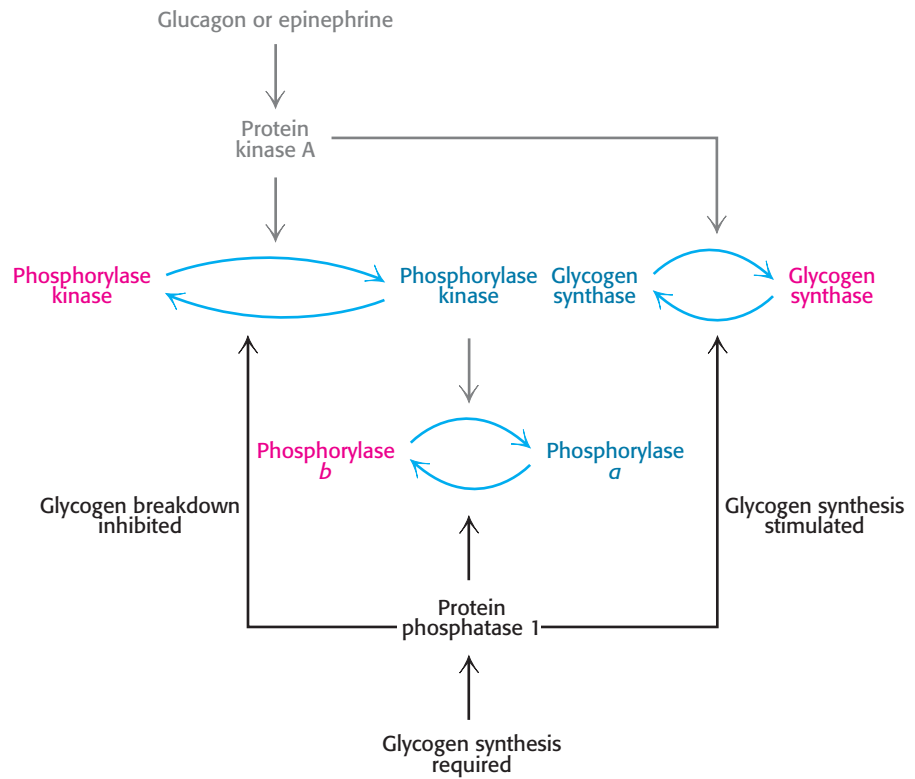 Glucagon or epinephrine
Protein
kinase A
Phosphorylase
kinase
Phosphorylase
kinase
Glycogen
synthase
Glycogen
synthase
Phosphorylase
b
Phosphorylase
a
Glycogen breakdown
inhibited
Glycogen synthesis
stimulated
Protein
phosphatase 1
Glycogen synthesis
required